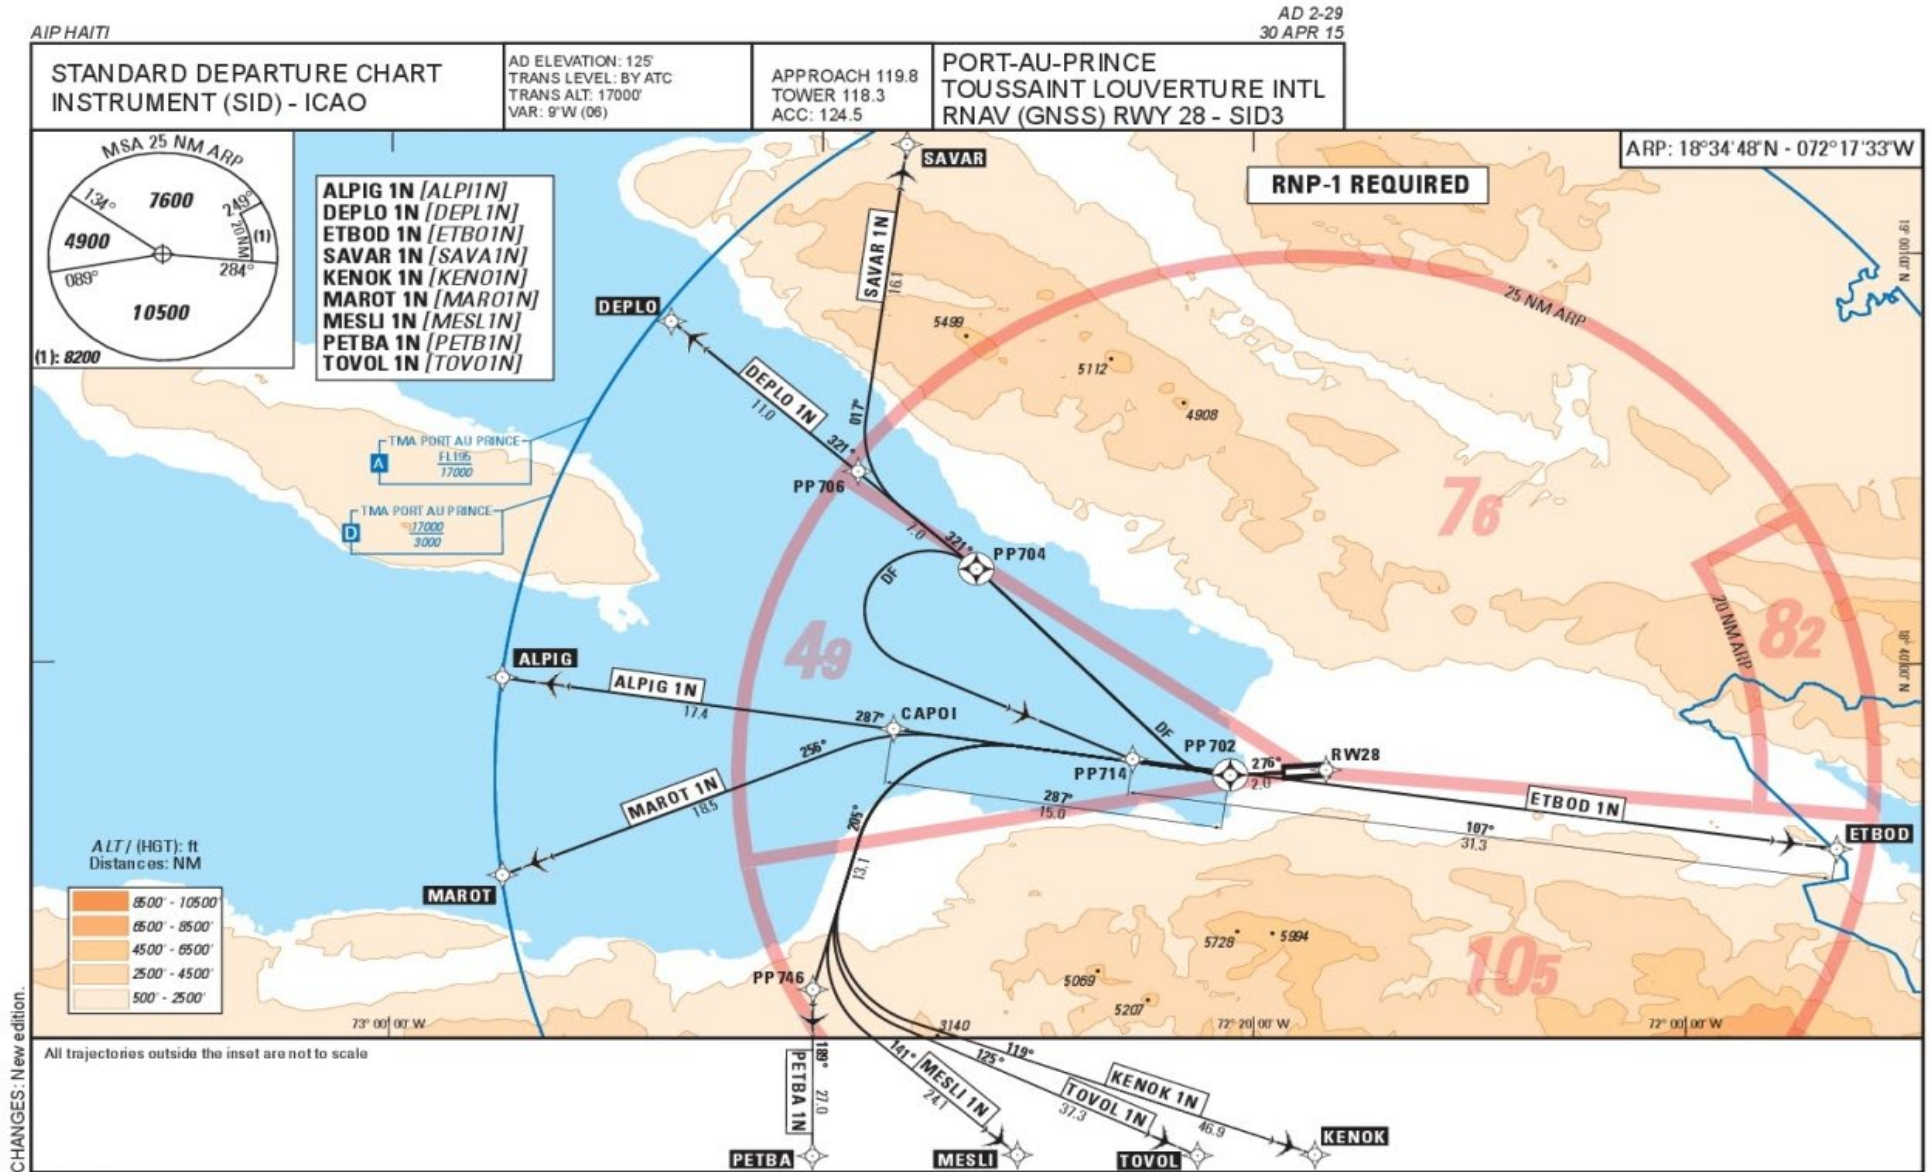 AIP HAITI
AD 2-29
30 APR 15
STANDARD DEPARTURE CHART
INSTRUMENT (SID) - ICAO
AD ELEVATION: 125'
TRANS LEVEL: BY ATC
TRANS ALT: 17000'
VAR: 9°W (06)
APPROACH 119.8
TOWER 118.3
ACC: 124.5
PORT-AU-PRINCE
TOUSSAINT LOUVERTURE INTL
RNAV (GNSS) RWY 28 - SID3
MSA 25 NM ARP
134°
7600
249°
20 NM
(1)
4900
089°
284°
10500
(1): 8200
ALPIG 1N [ALPI1N]
DEPLO 1N [DEPL1N]
ETBOD 1N [ETBO1N]
SAVAR 1N [SAVA1N]
KENOK 1N [KENO1N]
MAROT 1N [MARO1N]
MESLI 1N [MESL1N]
PETBA 1N [PETB1N]
TOVOL 1N [TOVO1N]
SAVAR
RNP-1 REQUIRED
ARP: 18°34'48"N - 072°17'33"W
SAVAR 1N
16.1
19° 00'00" N
25 NM ARP
DEPLO
5499
5112
4908
DEPLO 1N
11.0
017°
321°
TMA PORT AU PRINCE
A
FL195
17000
PP706
TMA PORT AU PRINCE
D
17000
3000
7.0
321°
PP704
76
DF
20 NM ARP
82
49
18° 40'00" N
ALPIG
ALPIG 1N
17.4
287°
CAPOI
256°
DF
PP702
276°
2.0
RW28
PP714
MAROT 1N
18.5
287°
15.0
ETBOD 1N
107°
31.3
ETBOD
205°
13.1
ALT / (HGT): ft
Distances: NM
8500' - 10500'
6500' - 8500'
4500' - 6500'
2500' - 4500'
500' - 2500'
MAROT
5728
5994
105
5069
5207
PP746
73° 00'00" W
3140
72° 20'00" W
72° 00'00" W
All trajectories outside the inset are not to scale
189°
PETBA 1N
27.0
141°
MESLI 1N
24.1
125°
TOVOL 1N
37.3
119°
KENOK 1N
46.9
PETBA
MESLI
TOVOL
KENOK
CHANGES: New edition.